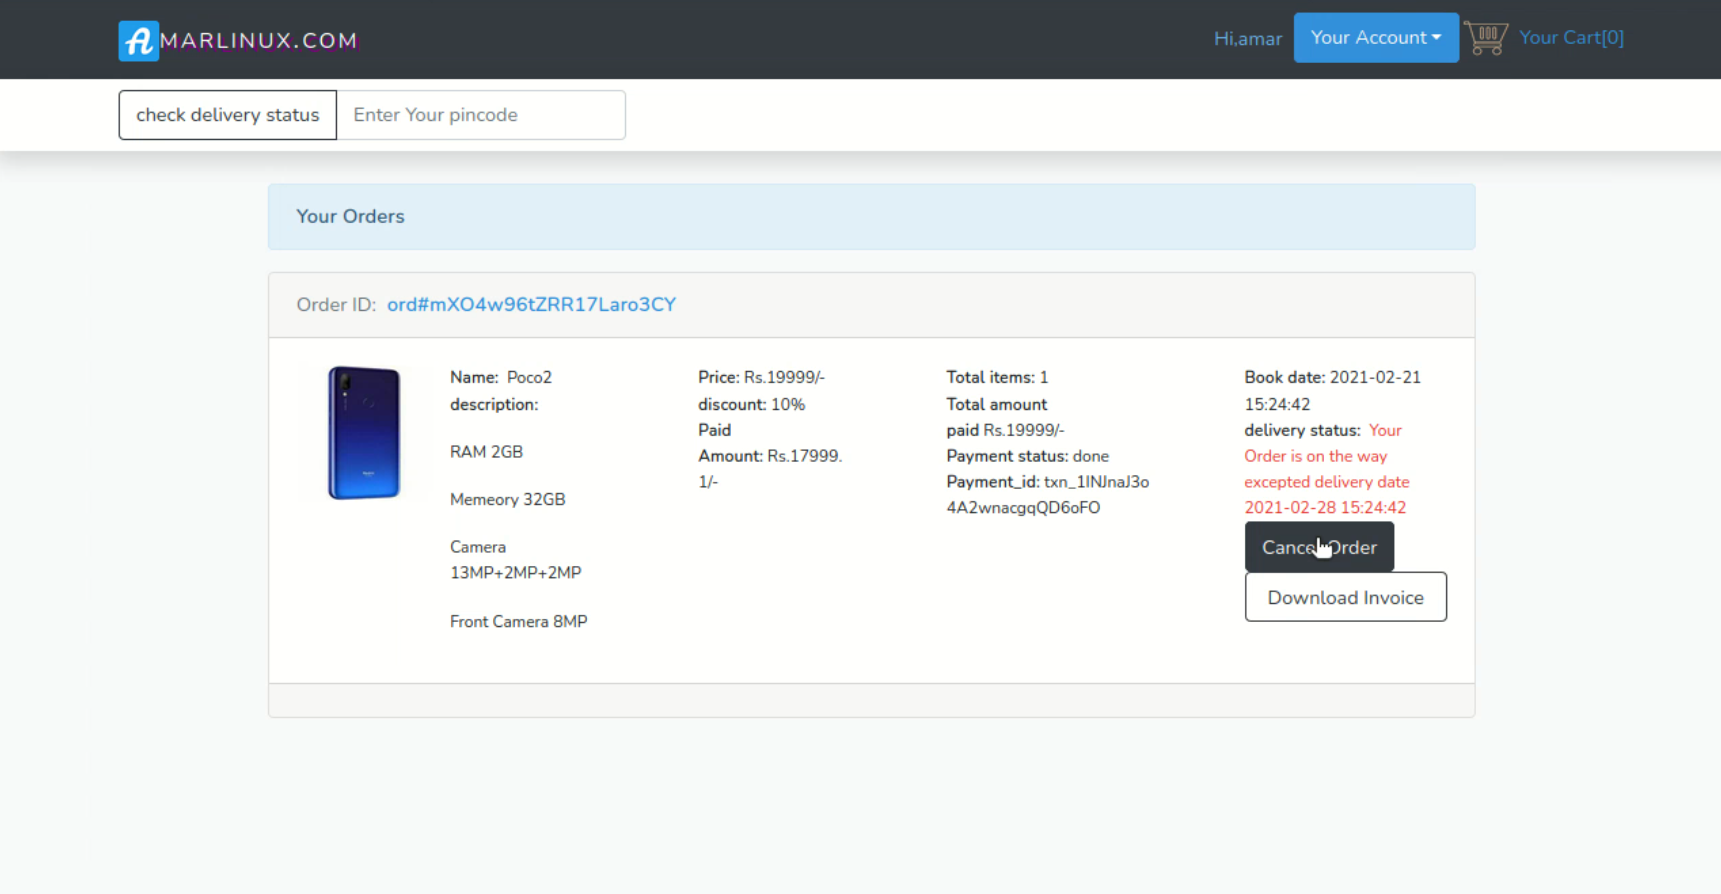 AMARLINUX.COM
Hi,amar
Your Account
Your Cart[0]
check delivery status
Enter Your pincode
Your Orders
Order ID: ord#mXO4w96tZRR17Laro3CY
Name: Poco2
description:
RAM 2GB
Memeory 32GB
Camera
13MP+2MP+2MP
Front Camera 8MP
Price: Rs.19999/-
discount: 10%
Paid
Amount: Rs.17999.
1/-
Total items: 1
Total amount
paid Rs.19999/-
Payment status: done
Payment_id: txn_1INJnaJ3o
4A2wnacgqQD6oFO
Book date: 2021-02-21
15:24:42
delivery status: Your
Order is on the way
excepted delivery date
2021-02-28 15:24:42
Cancel Order
Download Invoice